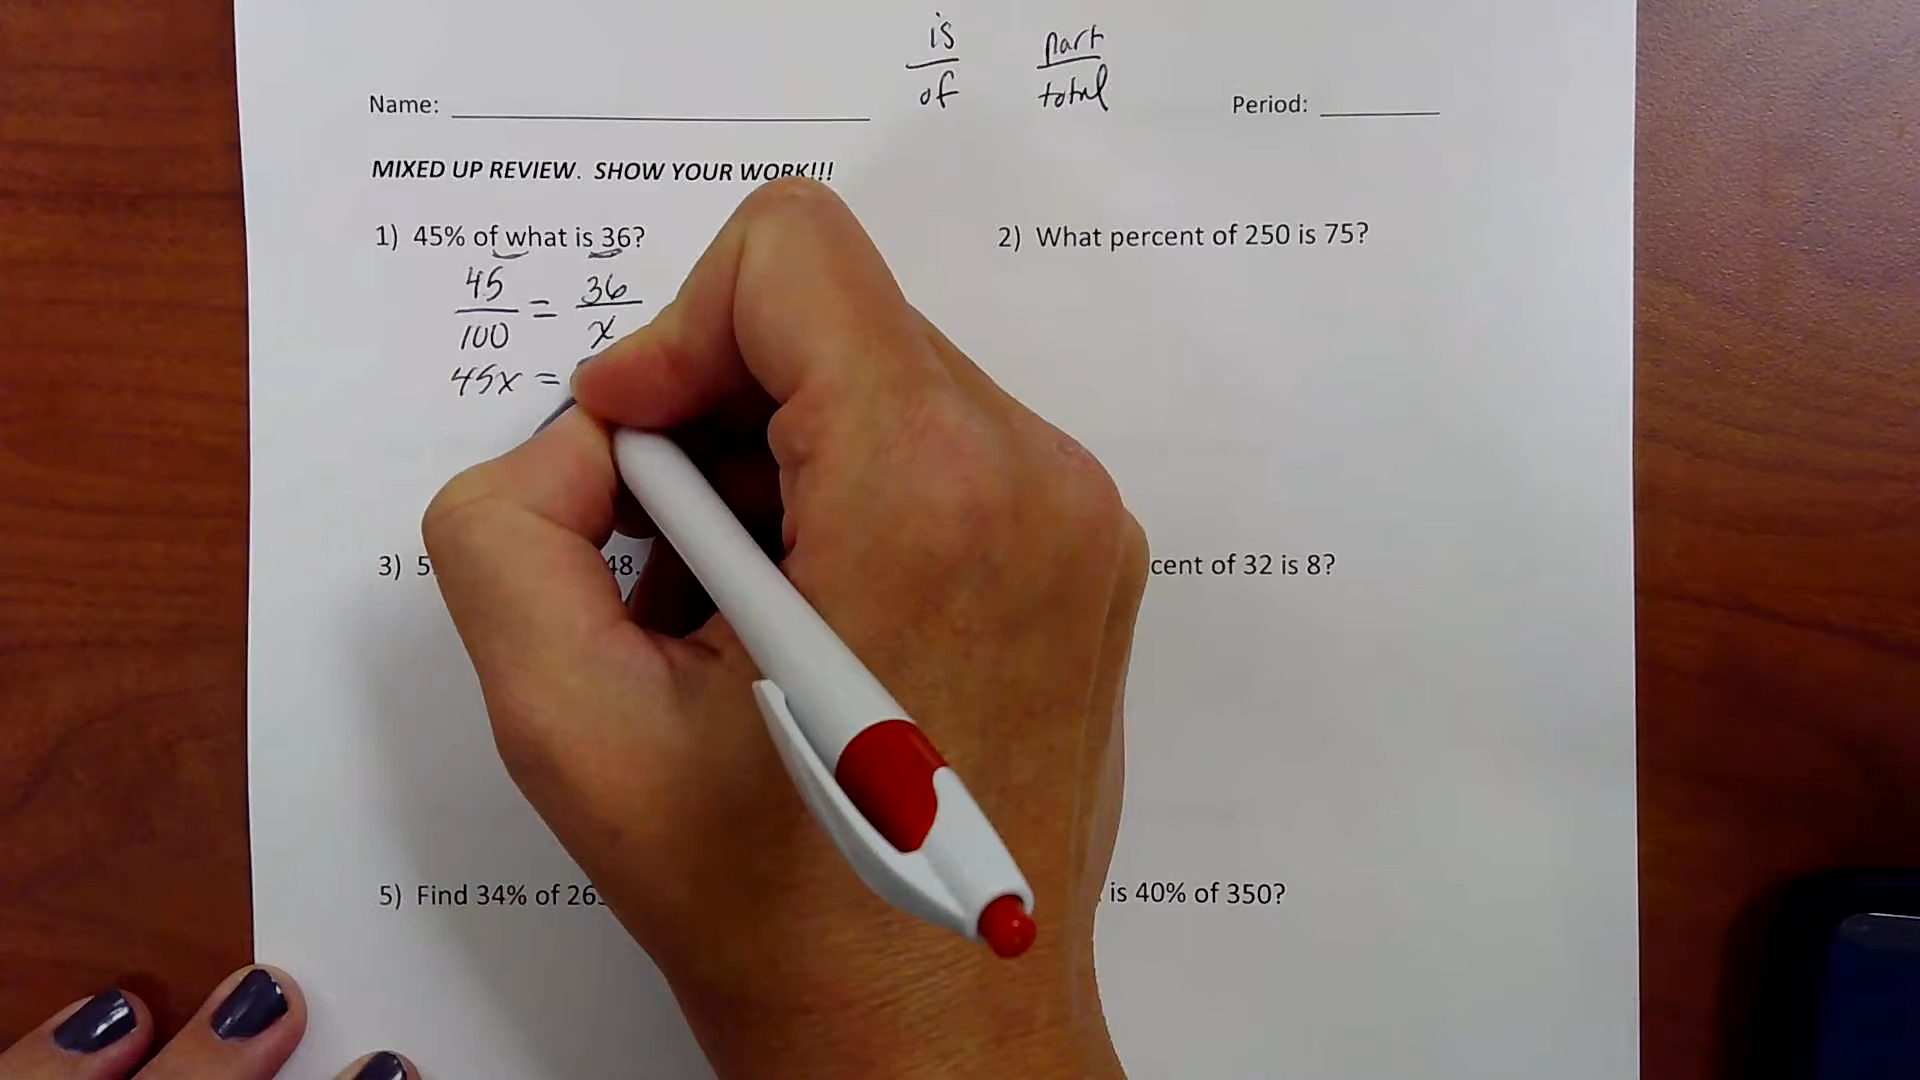 is part
of total
Name: Period:
MIXED UP REVIEW. SHOW YOUR WORK!!!
1) 45% of what is 36?
45 = 36
100 x
45x =
2) What percent of 250 is 75?
3) 48.
cent of 32 is 8?
5) Find 34% of
is 40% of 350?